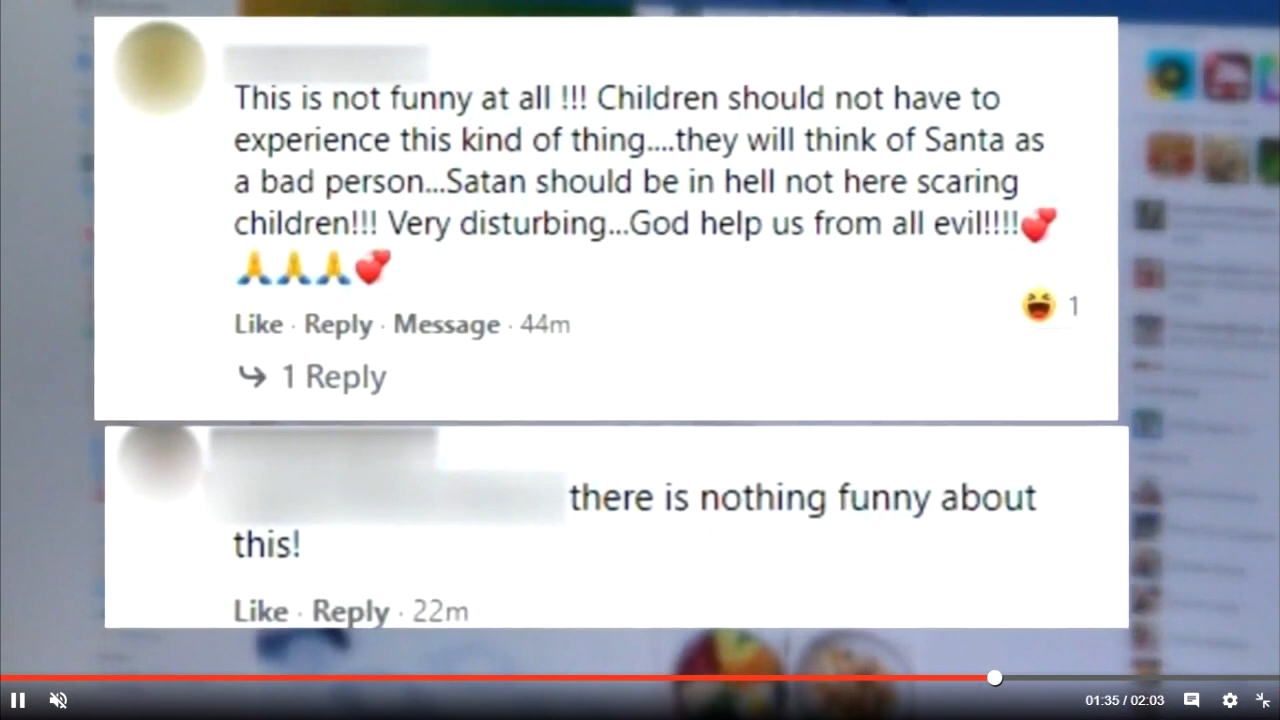 This is not funny at all !!! Children should not have to
experience this kind of thing....they will think of Santa as
a bad person...Satan should be in hell not here scaring
children!!! Very disturbing...God help us from all evil!!!!💕
🙏🙏🙏💕
Like · Reply · Message · 44m
😆 1
↪ 1 Reply
there is nothing funny about
this!
Like · Reply · 22m
01:35 / 02:03